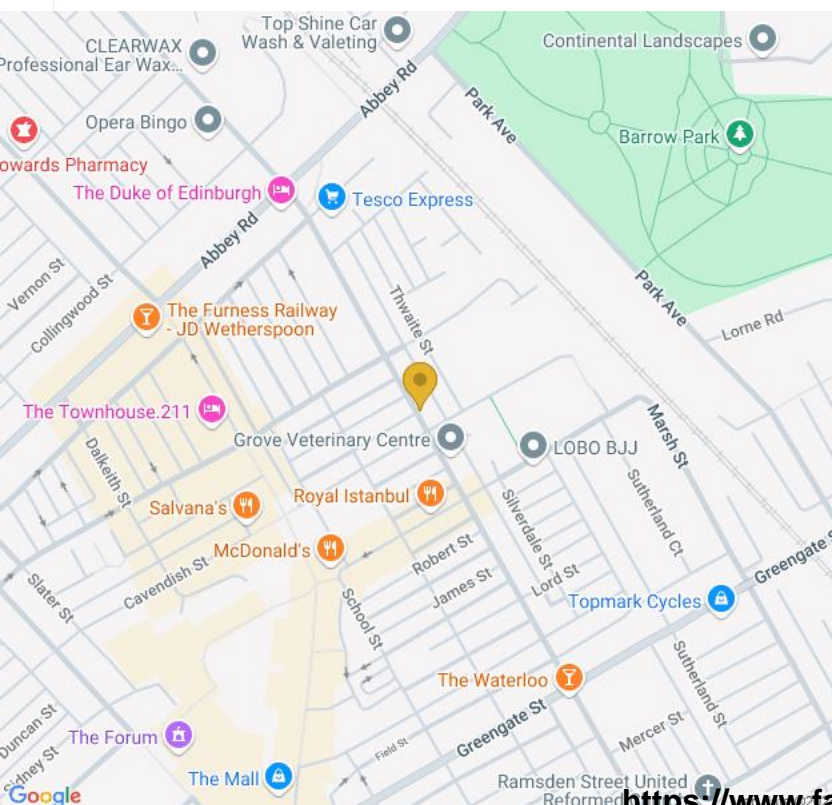 Top Shine Car
Wash & Valeting
CLEARWAX
Professional Ear Wax...
Continental Landscapes
Abbey Rd
Park Ave
Opera Bingo
Barrow Park
owards Pharmacy
The Duke of Edinburgh
Tesco Express
Abbey Rd
Vernon St
Collingwood St
Park Ave
Thwaite St
The Furness Railway
- JD Wetherspoon
Lorne Rd
The Townhouse.211
Marsh St
Grove Veterinary Centre
LOBO BJJ
Dalkeith St
Salvana's
Royal Istanbul
Silverdale St
Sutherland Ct
McDonald's
Robert St
Cavendish St
Lord St
Greengate S
James St
Slater St
School St
Topmark Cycles
The Waterloo
Sutherland St
Duncan St
The Forum
Greengate St
Mercer St
Field St
Sidney St
The Mall
Ramsden Street United
Reformed
Google
https://www.fa